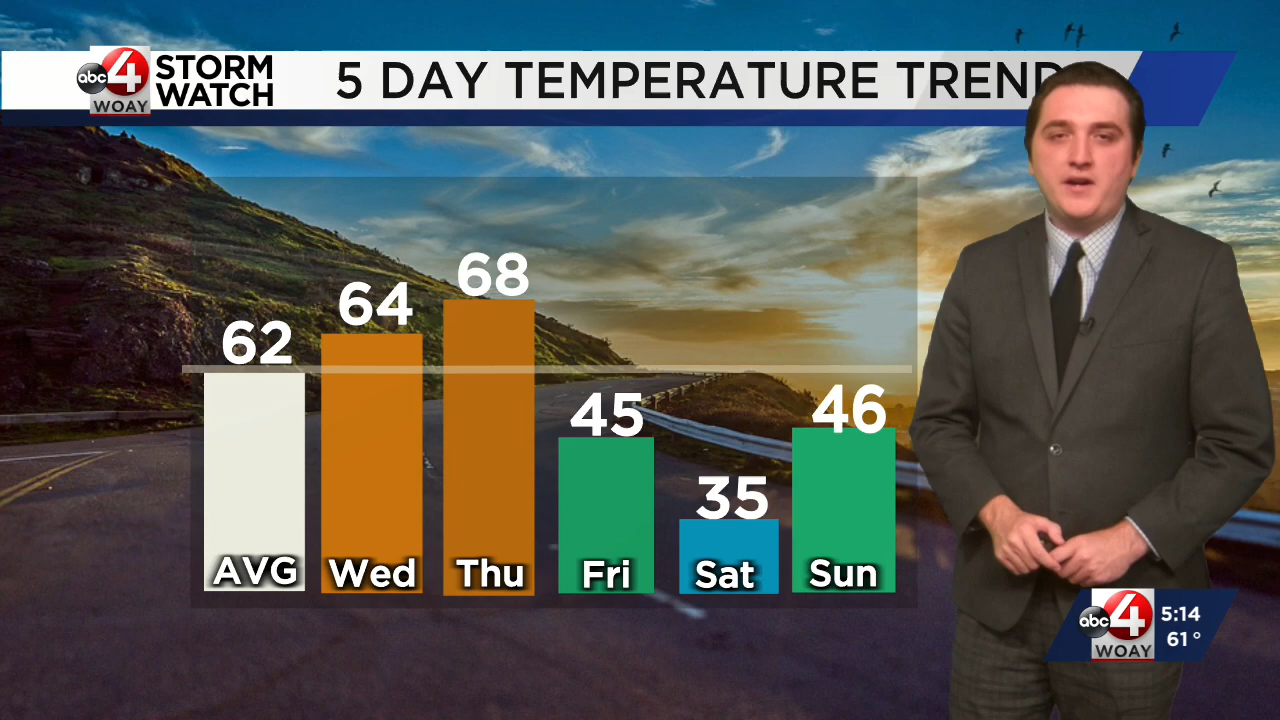 abc 4
WOAY
STORM
WATCH
5 DAY TEMPERATURE TREND
62
64
68
45
35
46
AVG
Wed
Thu
Fri
Sat
Sun
abc 4
WOAY
5:14
61°